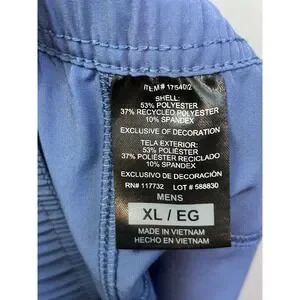 ITEM# 1754012
SHELL:
53% POLYESTER
37% RECYCLED POLYESTER
10% SPANDEX
EXCLUSIVE OF DECORATION
TELA EXTERIOR:
53% POLIÉSTER
37% POLIÉSTER RECICLADO
10% SPANDEX
EXCLUSIVO DE DECORACIÓN
RN# 117732 LOT # 588830
MENS
XL / EG
MADE IN VIETNAM
HECHO EN VIETNAM